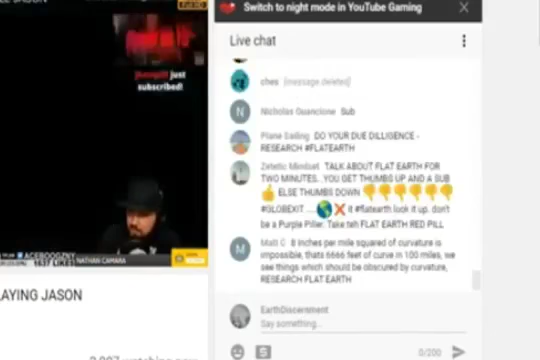 Switch to night mode in YouTube Gaming
Live chat
just
subscribed!
ches [message deleted]
N Nicholas Guancione Sub
Plane Sailing DO YOUR DUE DILLIGENCE -
RESEARCH #FLATEARTH
Zetetic Mindset TALK ABOUT FLAT EARTH FOR
TWO MINUTES...YOU GET THUMBS UP AND A SUB
👍 ELSE THUMBS DOWN 👎👎👎👎👎👎
#GLOBEXIT ....🌎❌ it #flatearth look it up. don't
be a Purple Piller. Take teh FLAT EARTH RED PILL
M Matt C 8 inches per mile squared of curvature is
impossible, thats 6666 feet of curve in 100 miles, we
see things which should be obscured by curvature,
RESEARCH FLAT EARTH
1637 LIKES NATHAN CAMARA
LAYING JASON
EarthDiscernment
Say something...
0/200